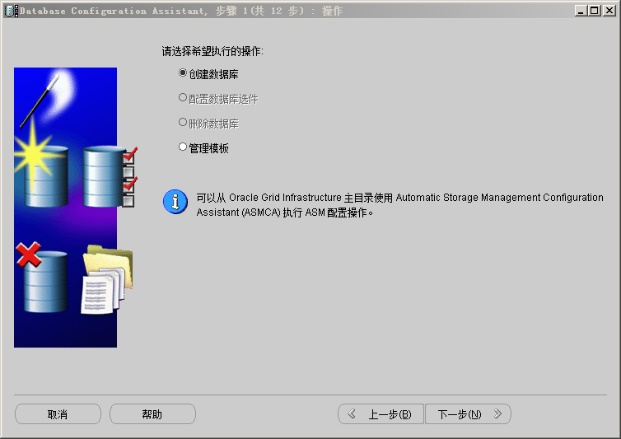 Database Configuration Assistant, 步骤 1(共 12 步) : 操作
请选择希望执行的操作:
创建数据库
配置数据库选件
删除数据库
管理模板
可以从 Oracle Grid Infrastructure 主目录使用 Automatic Storage Management Configuration
Assistant (ASMCA) 执行 ASM 配置操作。
取消
帮助
上一步(B)
下一步(N)